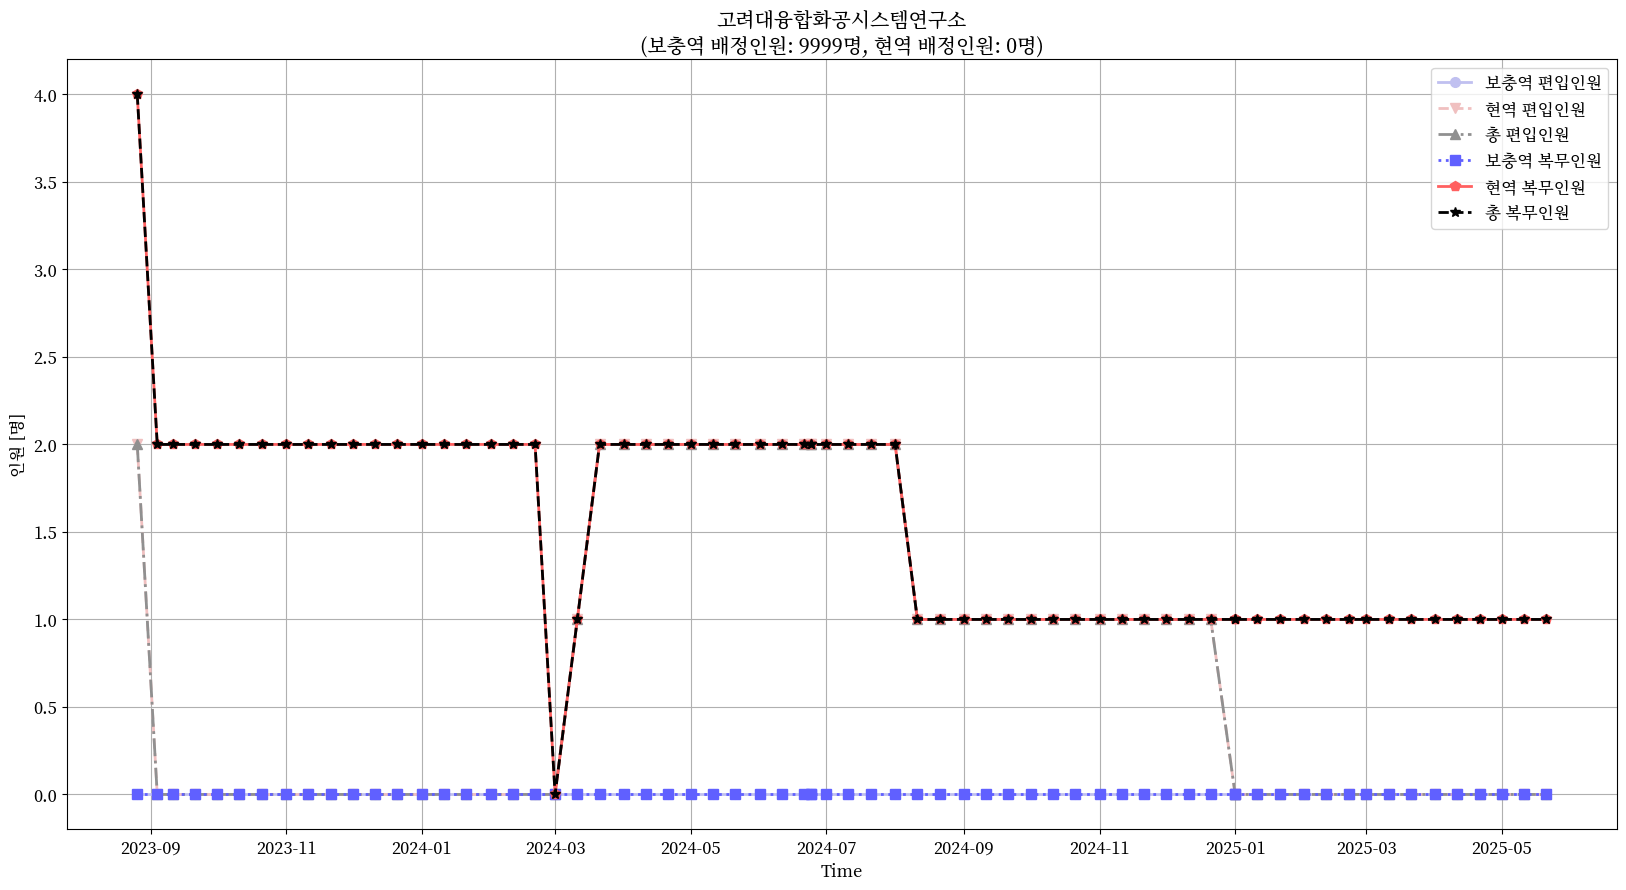 고려대융합화공시스템연구소
(보충역 배정인원: 9999명, 현역 배정인원: 0명)
보충역 편입인원
현역 편입인원
총 편입인원
보충역 복무인원
현역 복무인원
총 복무인원
인원 [명]
4.0
3.5
3.0
2.5
2.0
1.5
1.0
0.5
0.0
2023-09 2023-11 2024-01 2024-03 2024-05 2024-07 2024-09 2024-11 2025-01 2025-03 2025-05
Time